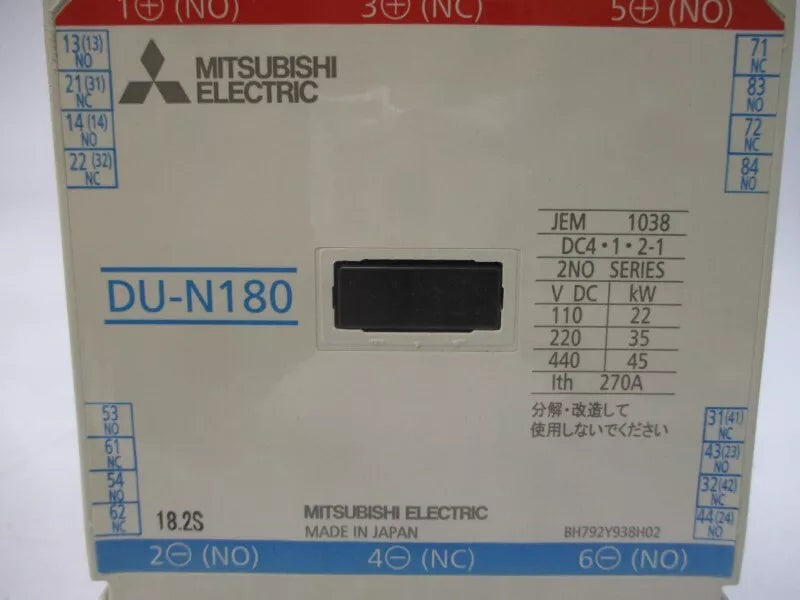 1⊕(NO) 3⊕(NC) 5⊕(NO)
13(13)
NO
21(31)
NC
14(14)
NO
22(32)
NC
MITSUBISHI
ELECTRIC
71
NC
83
NO
72
NC
84
NO
DU-N180
JEM 1038
DC4・1・2-1
2NO SERIES
V DC kW
110 22
220 35
440 45
Ith 270A
分解・改造して
使用しないでください
53
NO
61
NC
54
NO
62
NC
31(41)
NC
43(23)
NO
32(42)
NC
44(24)
NO
18.2S
MITSUBISHI ELECTRIC
MADE IN JAPAN
BH792Y938H02
2⊖(NO) 4⊖(NC) 6⊖(NO)